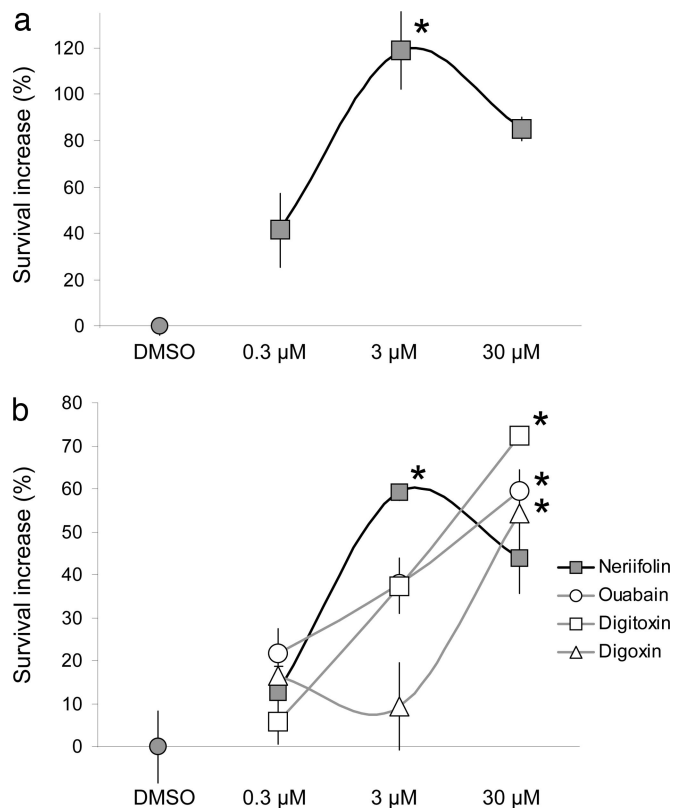 a
Survival increase (%)
120
100
80
60
40
20
0
DMSO 0.3 µM 3 µM 30 µM
*
b
Survival increase (%)
80
70
60
50
40
30
20
10
0
DMSO 0.3 µM 3 µM 30 µM
*
*
*
*
Neriifolin
Ouabain
Digitoxin
Digoxin